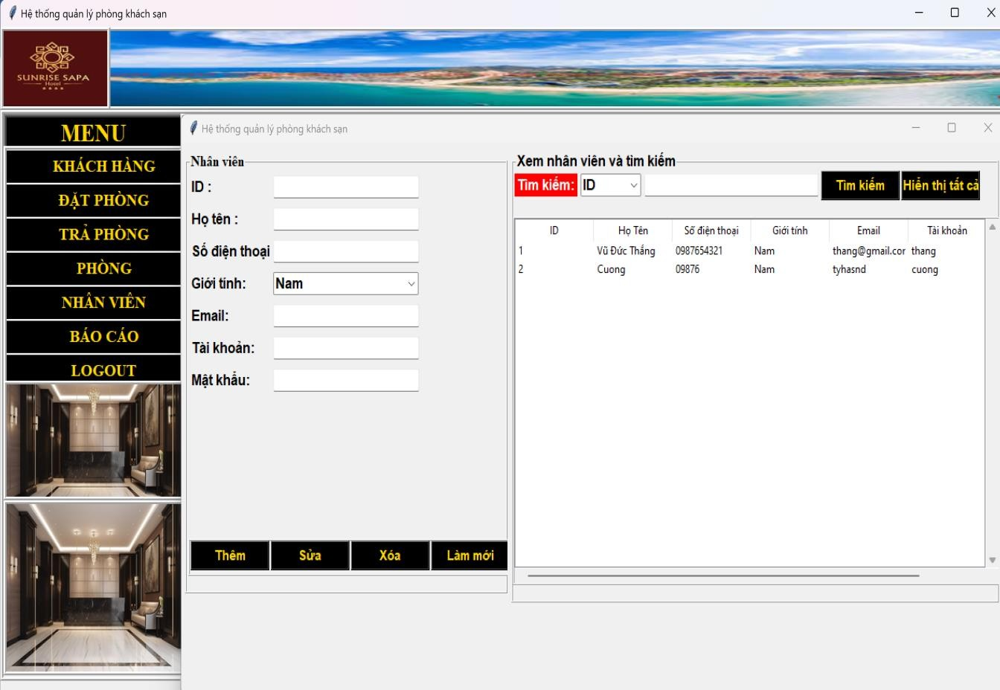 Hệ thống quản lý phòng khách sạn
SUNRISE SAPA
Hotel
MENU
KHÁCH HÀNG
ĐẶT PHÒNG
TRẢ PHÒNG
PHÒNG
NHÂN VIÊN
BÁO CÁO
LOGOUT
Hệ thống quản lý phòng khách sạn
Nhân viên
ID :
Họ tên :
Số điện thoại
Giới tính: Nam
Email:
Tài khoản:
Mật khẩu:
Thêm Sửa Xóa Làm mới
Xem nhân viên và tìm kiếm
Tìm kiếm: ID Tìm kiếm Hiển thị tất cả
ID Họ Tên Số điện thoại Giới tính Email Tài khoản
1 Vũ Đức Thắng 0987654321 Nam thang@gmail.cor thang
2 Cuong 09876 Nam tyhasnd cuong